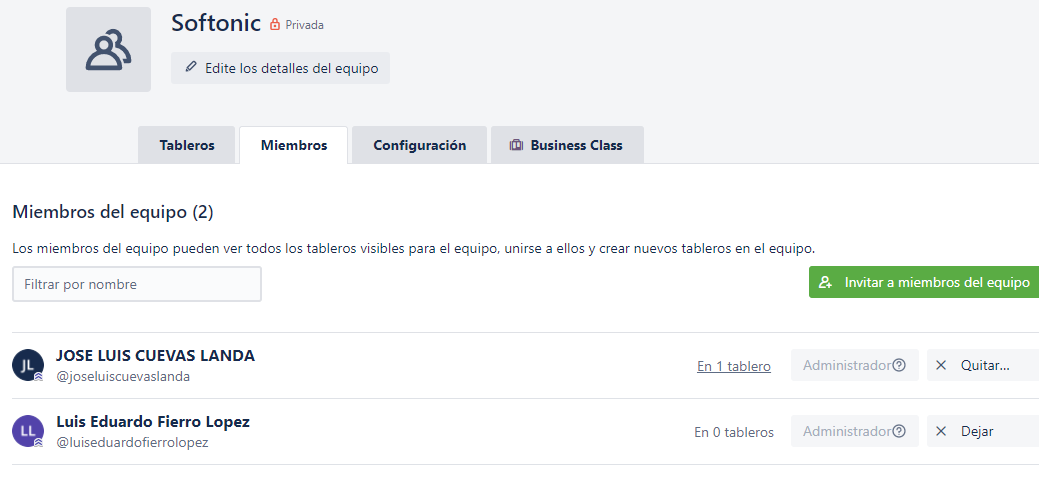 Softonic Privada
Edite los detalles del equipo
Tableros Miembros Configuración Business Class
Miembros del equipo (2)
Los miembros del equipo pueden ver todos los tableros visibles para el equipo, unirse a ellos y crear nuevos tableros en el equipo.
Filtrar por nombre Invitar a miembros del equipo
JL JOSE LUIS CUEVAS LANDA
@joseluiscuevaslanda
En 1 tablero Administrador Quitar...
LL Luis Eduardo Fierro Lopez
@luiseduardofierrolopez
En 0 tableros Administrador Dejar